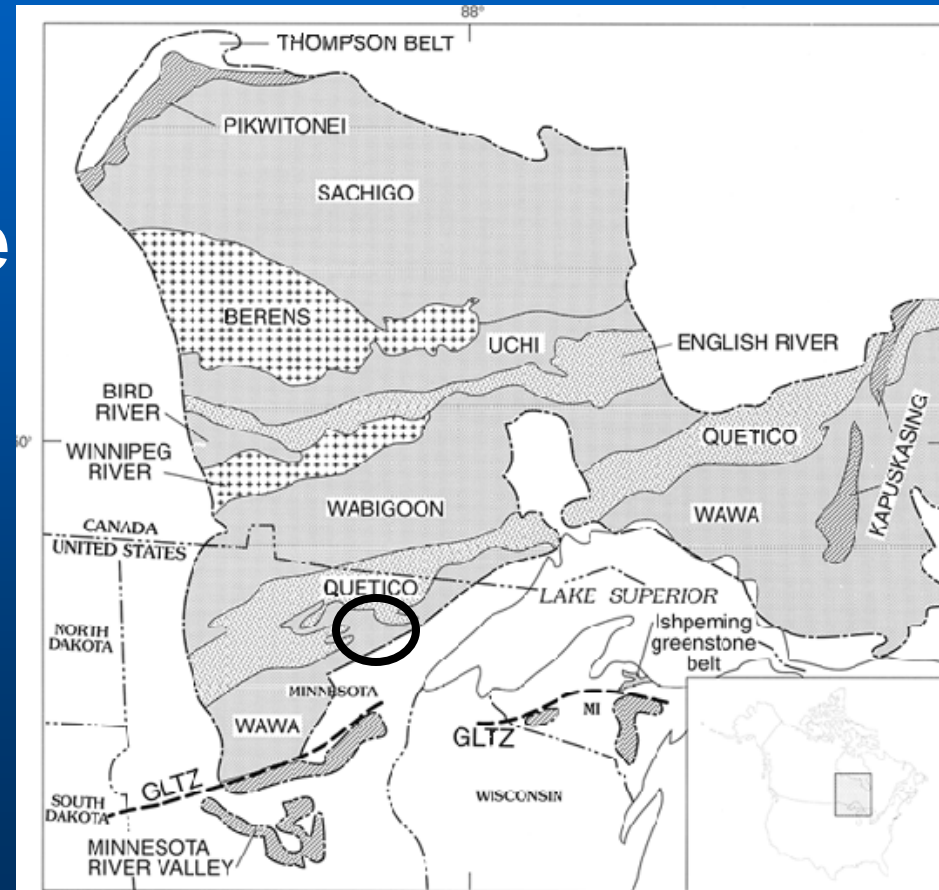 88°
THOMPSON BELT
PIKWITONEI
e
SACHIGO
BERENS
UCHI
ENGLISH RIVER
BIRD
RIVER
QUETICO
WINNIPEG
RIVER
KAPUSKASING
WABIGOON
WAWA
CANADA
UNITED STATES
QUETICO
LAKE SUPERIOR
Ishpeming
greenstone
belt
NORTH
DAKOTA
MINNESOTA
WAWA
MI
GLTZ
GLTZ
WISCONSIN
SOUTH
DAKOTA
MINNESOTA
RIVER VALLEY